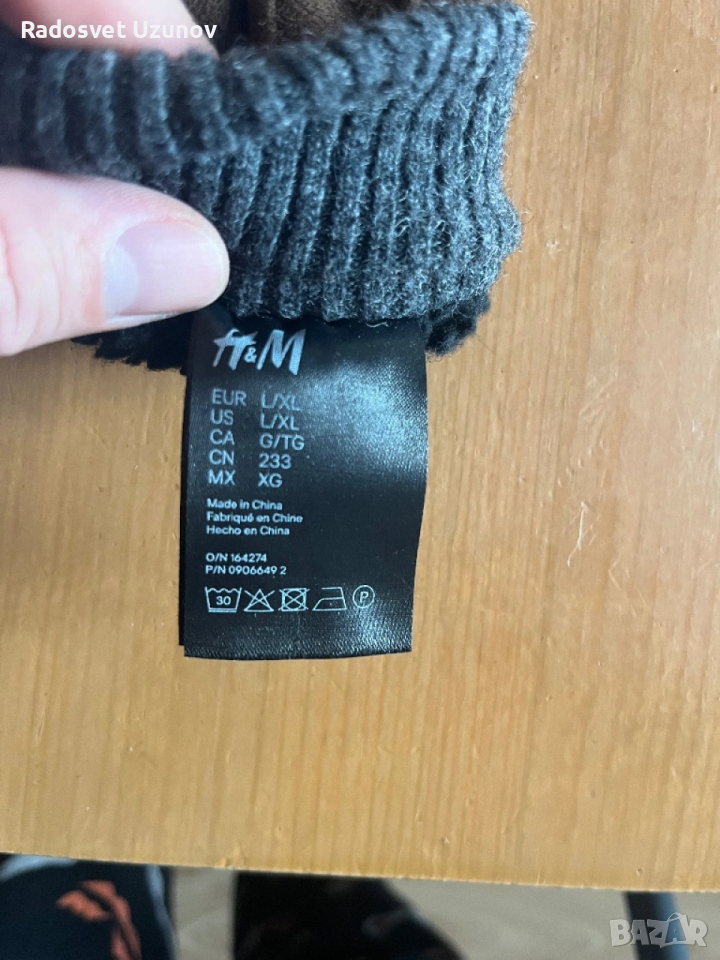 Radosvet Uzunov
H&M
EUR L/XL
US L/XL
CA G/TG
CN 233
MX XG
Made in China
Fabriqué en Chine
Hecho en China
O/N 164274
P/N 0906649 2
30 P
BAZAR